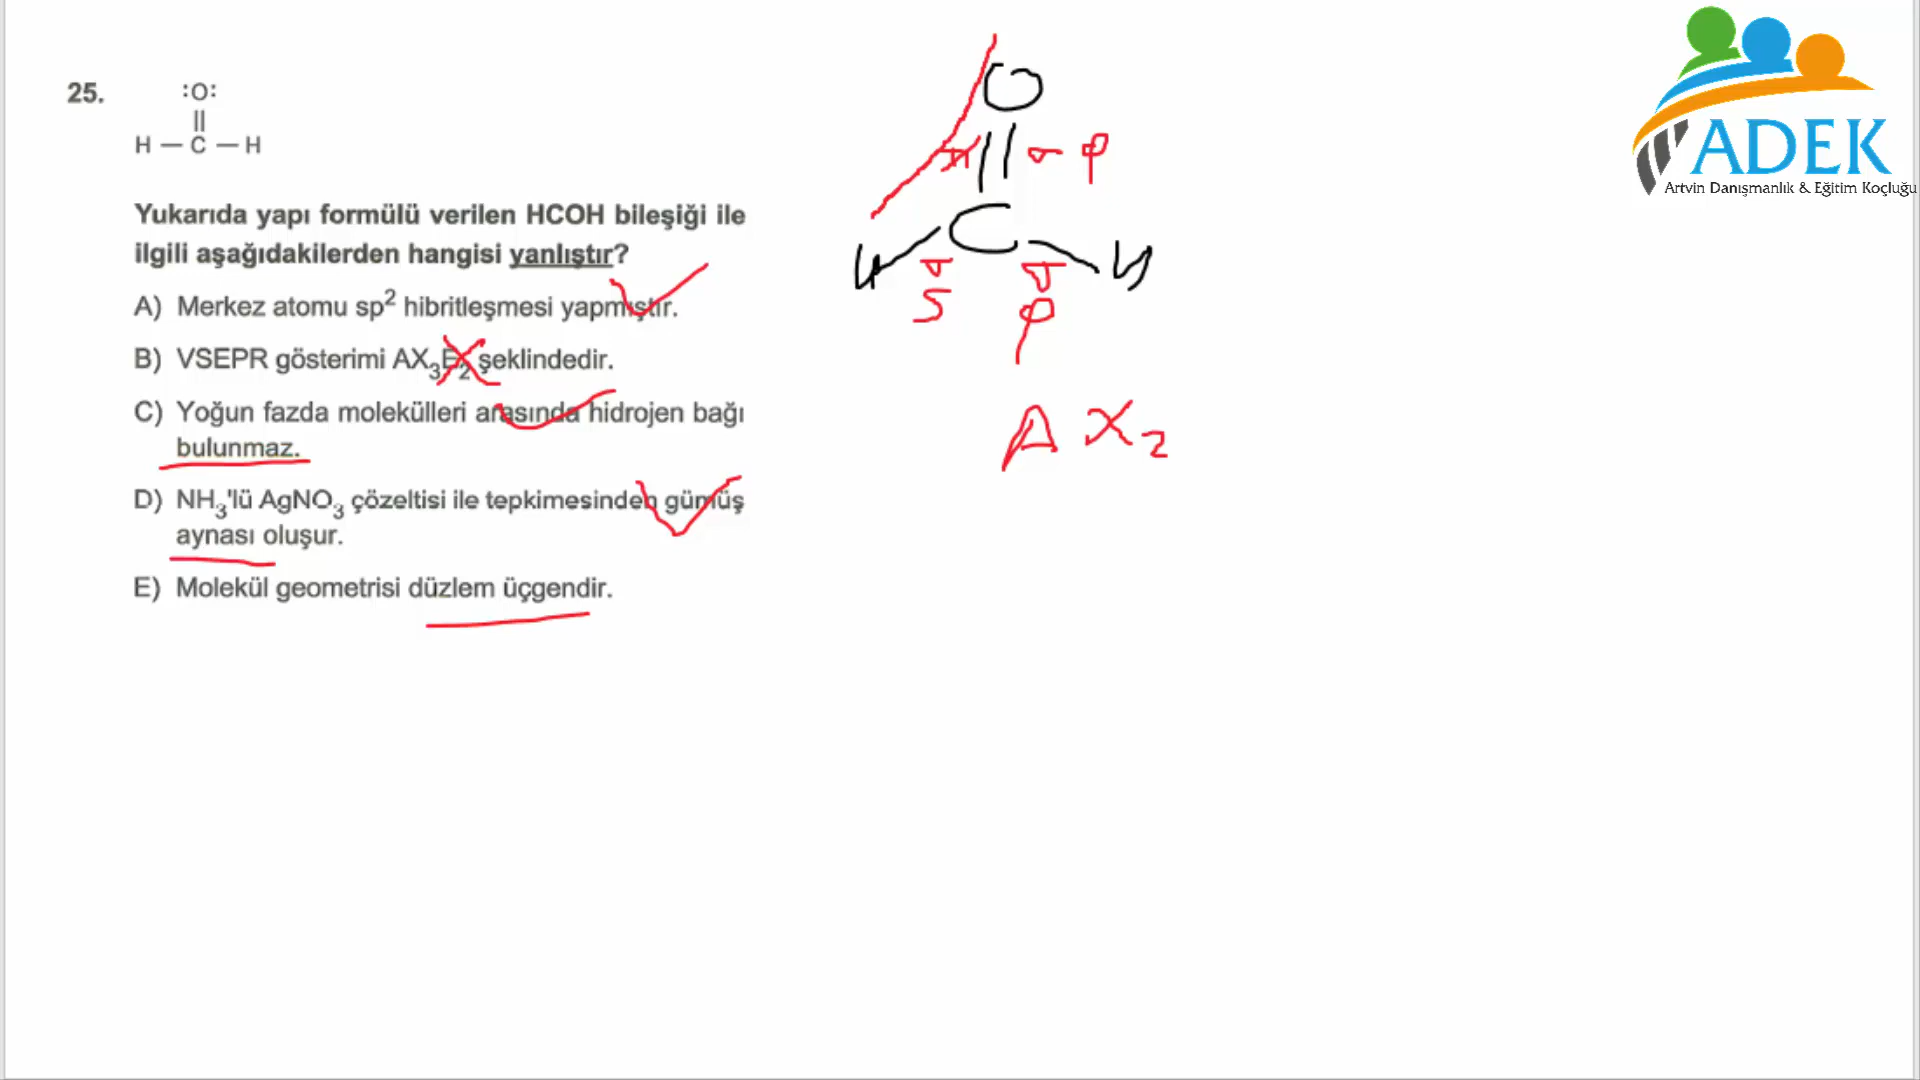 25.
:O:
||
H — C — H
Yukarıda yapı formülü verilen HCOH bileşiği ile
ilgili aşağıdakilerden hangisi yanlıştır?
A) Merkez atomu sp² hibritleşmesi yapmıştır.
B) VSEPR gösterimi AX₃E₂ şeklindedir.
C) Yoğun fazda molekülleri arasında hidrojen bağı
bulunmaz.
D) NH₃'lü AgNO₃ çözeltisi ile tepkimesinden gümüş
aynası oluşur.
E) Molekül geometrisi düzlem üçgendir.
O
π || σ p
C
H H
σ σ
s p
AX₂
ADEK
Artvin Danışmanlık & Eğitim Koçluğu